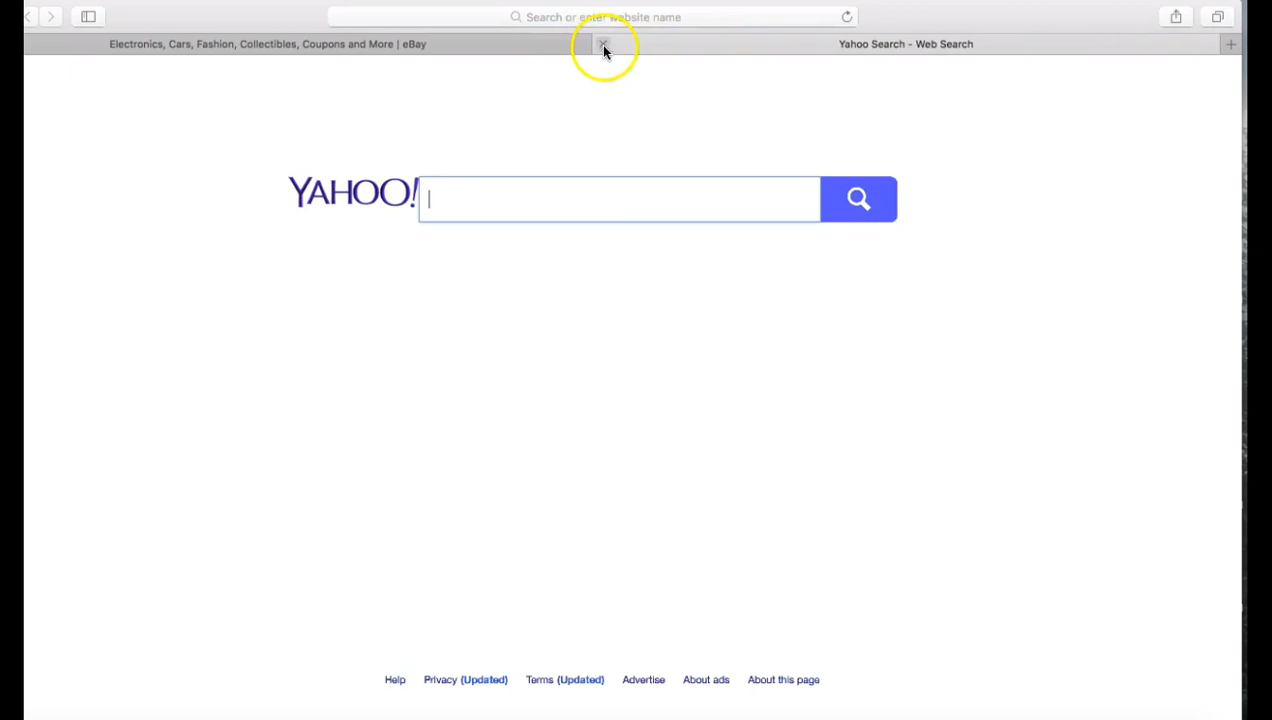 Search or enter website name
Electronics, Cars, Fashion, Collectibles, Coupons and More | eBay
Yahoo Search - Web Search
YAHOO!
Help Privacy (Updated) Terms (Updated) Advertise About ads About this page